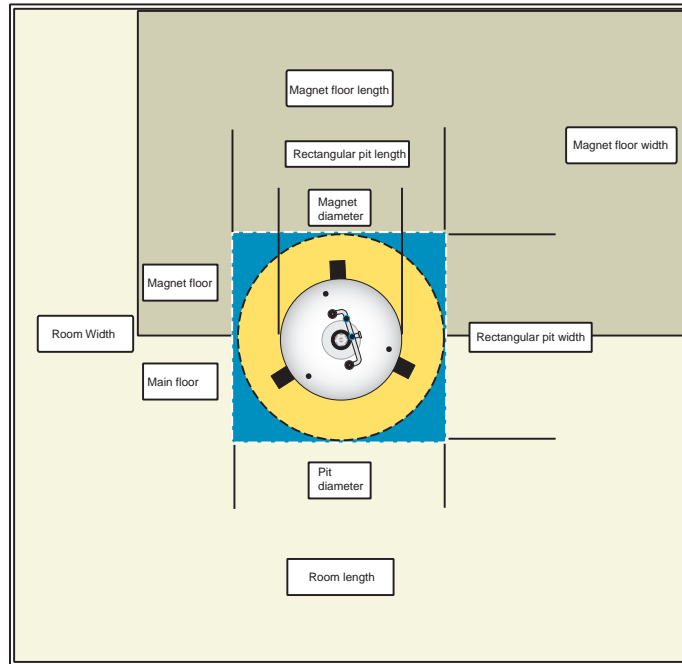 Magnet floor length
Magnet floor width
Rectangular pit length
Magnet
diameter
Magnet floor
Room Width
Rectangular pit width
Main floor
Pit
diameter
Room length